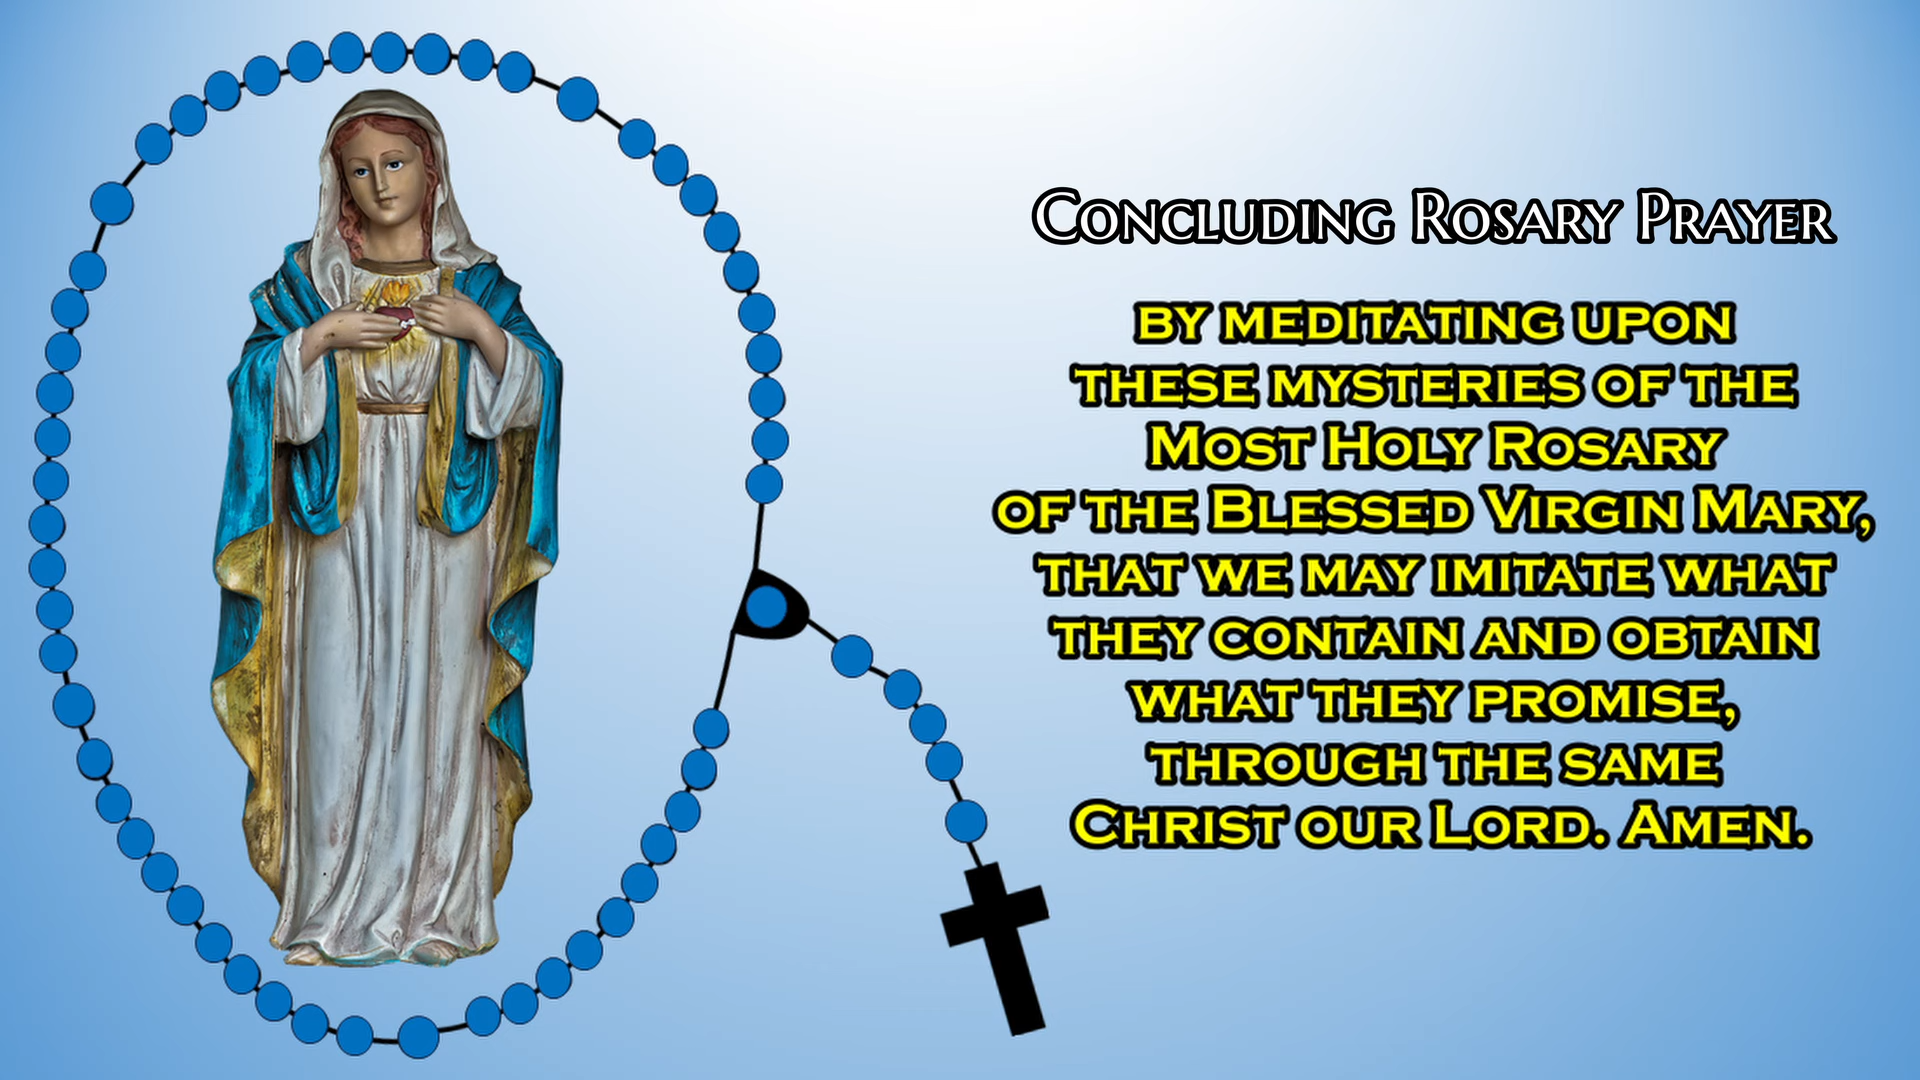 Concluding Rosary Prayer
by meditating upon
these mysteries of the
Most Holy Rosary
of the Blessed Virgin Mary,
that we may imitate what
they contain and obtain
what they promise,
through the same
Christ our Lord. Amen.